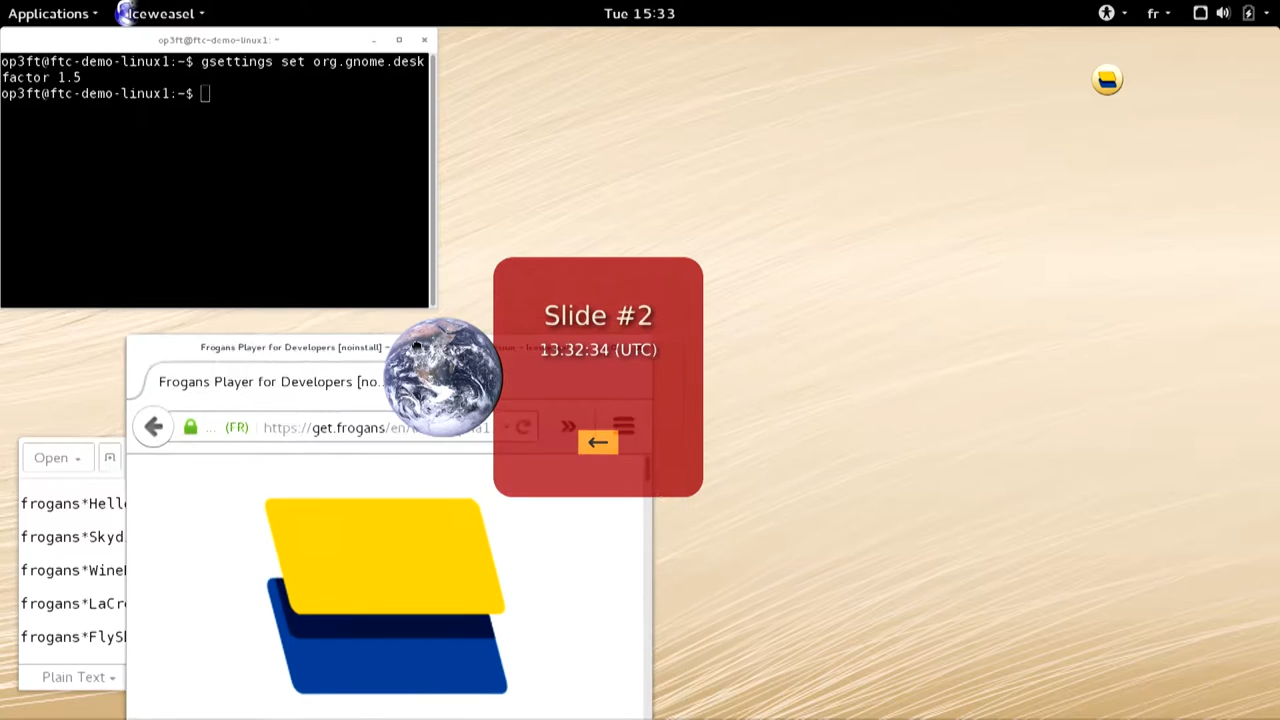 Applications
Iceweasel
Tue 15:33
fr
op3ft@ftc-demo-linux1: ~
op3ft@ftc-demo-linux1:~$ gsettings set org.gnome.desk
factor 1.5
op3ft@ftc-demo-linux1:~$
Slide #2
13:32:34 (UTC)
←
Frogans Player for Developers [noinstall] –
Frogans Player for Developers [no...
... (FR) https://get.frogans/en/
Open
frogans*Hell
frogans*Skyd
frogans*Wine
frogans*LaCr
frogans*FlyS
Plain Text